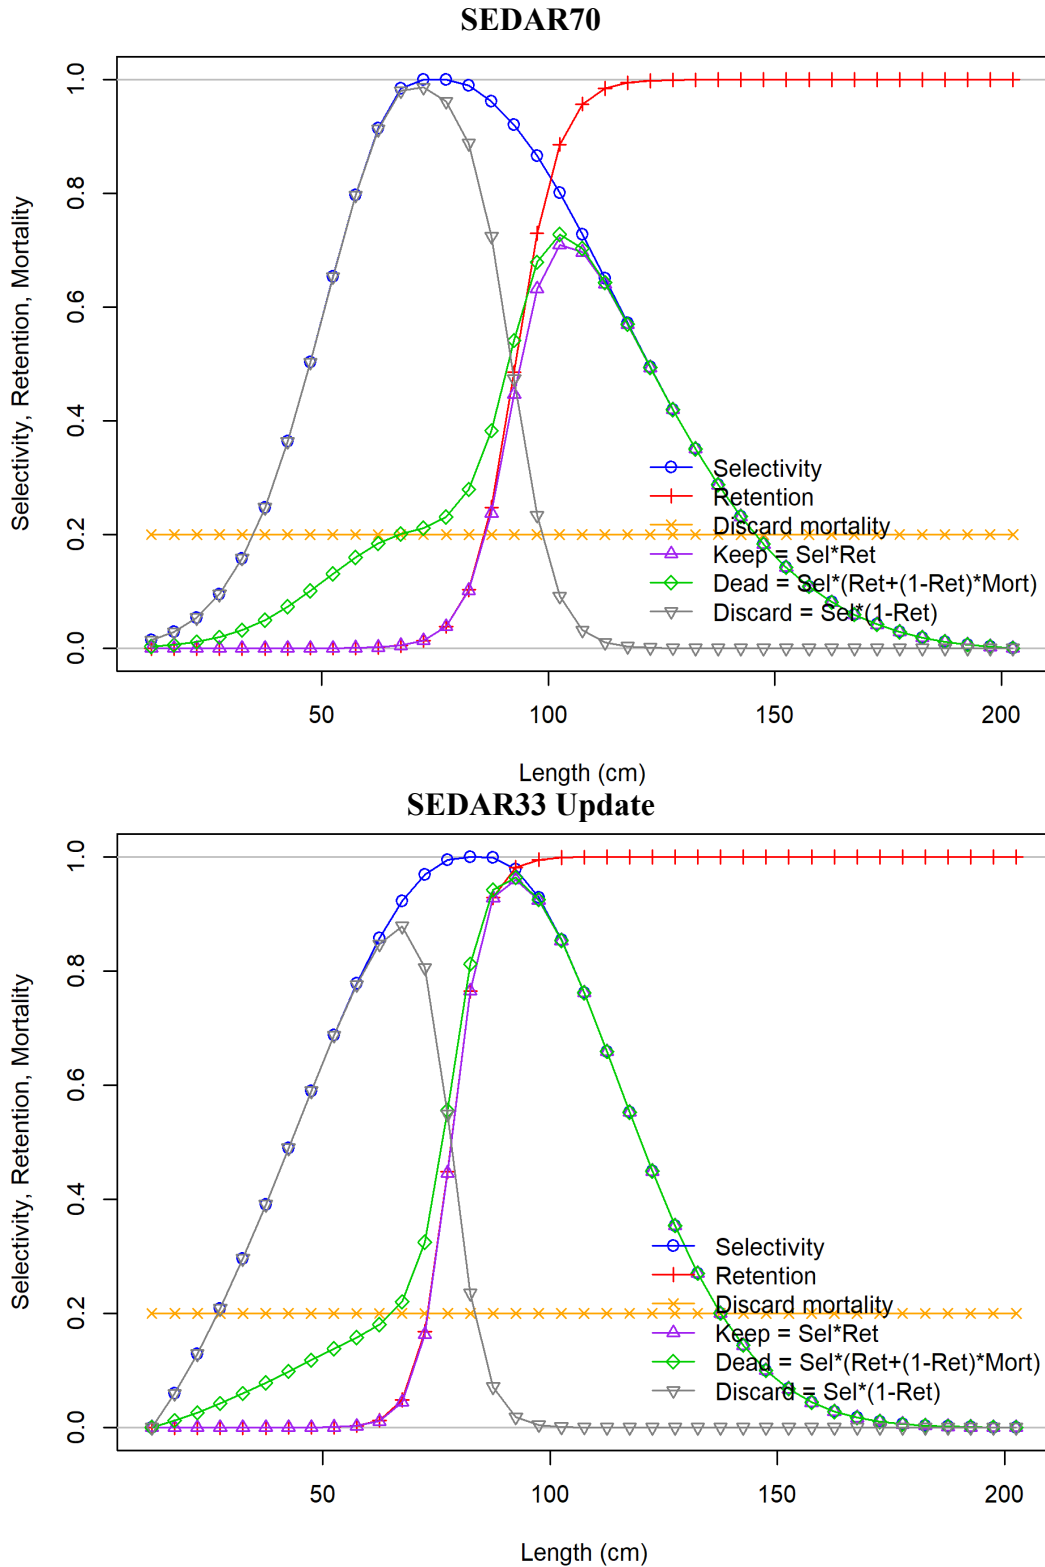 SEDAR70
Selectivity, Retention, Mortality
1.0
0.8
0.6
0.4
0.2
0.0
Selectivity
Retention
Discard mortality
Keep = Sel*Ret
Dead = Sel*(Ret+(1-Ret)*Mort)
Discard = Sel*(1-Ret)
50 100 150 200
Length (cm)
SEDAR33 Update
Selectivity, Retention, Mortality
1.0
0.8
0.6
0.4
0.2
0.0
Selectivity
Retention
Discard mortality
Keep = Sel*Ret
Dead = Sel*(Ret+(1-Ret)*Mort)
Discard = Sel*(1-Ret)
50 100 150 200
Length (cm)